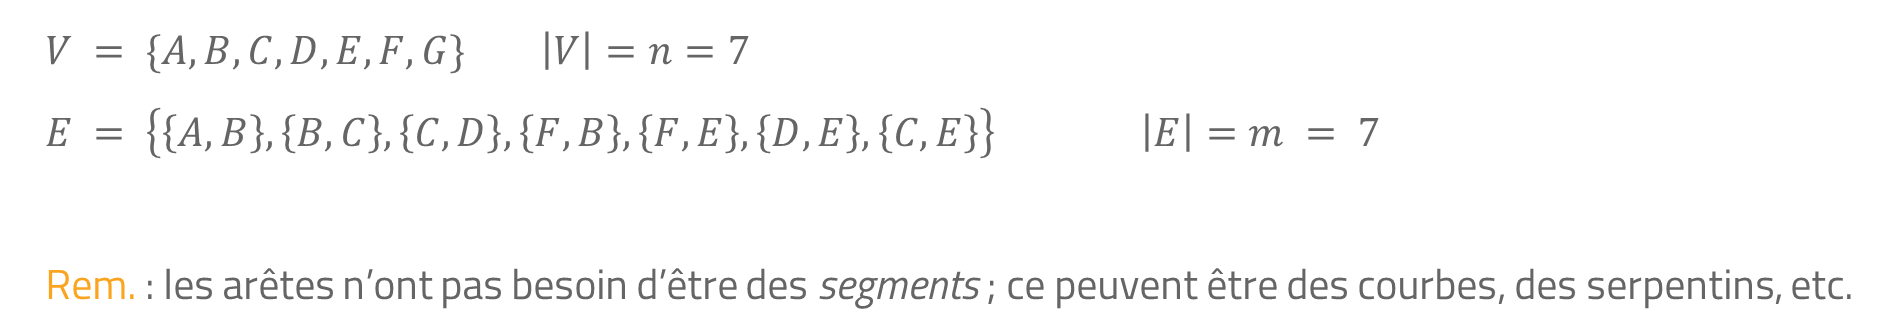 V = {A, B, C, D, E, F, G} |V| = n = 7
E = {{A, B}, {B, C}, {C, D}, {F, B}, {F, E}, {D, E}, {C, E}} |E| = m = 7
Rem. : les arêtes n’ont pas besoin d’être des segments ; ce peuvent être des courbes, des serpentins, etc.